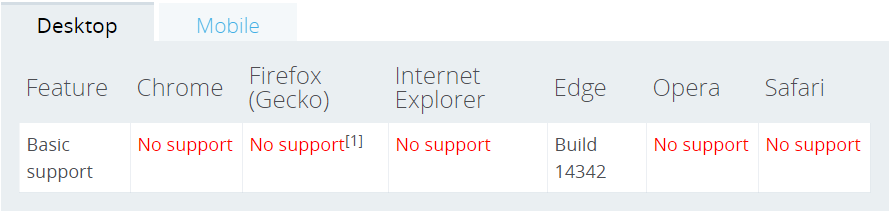 Desktop Mobile
Feature Chrome Firefox (Gecko) Internet Explorer Edge Opera Safari
Basic support No support No support[1] No support Build 14342 No support No support